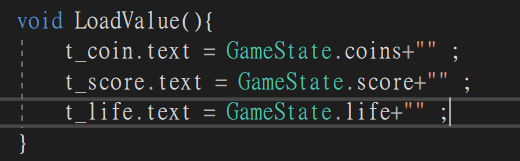 void LoadValue(){
t_coin.text = GameState.coins+"" ;
t_score.text = GameState.score+"" ;
t_life.text = GameState.life+"" ;
}